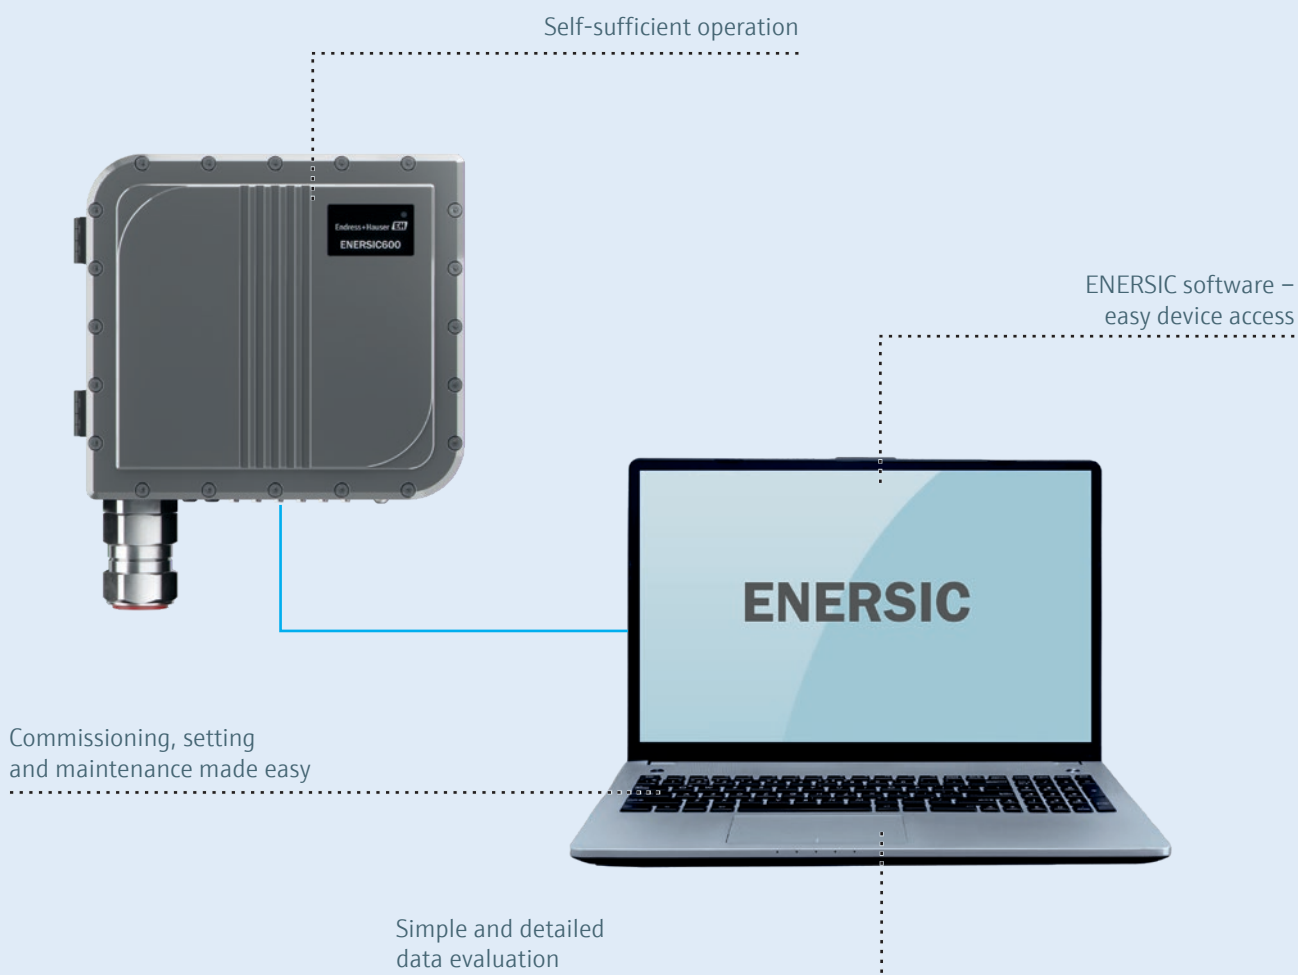 Self-sufficient operation
Endress+Hauser EH
ENERSIC600
ENERSIC software –
easy device access
ENERSIC
Commissioning, setting
and maintenance made easy
Simple and detailed
data evaluation